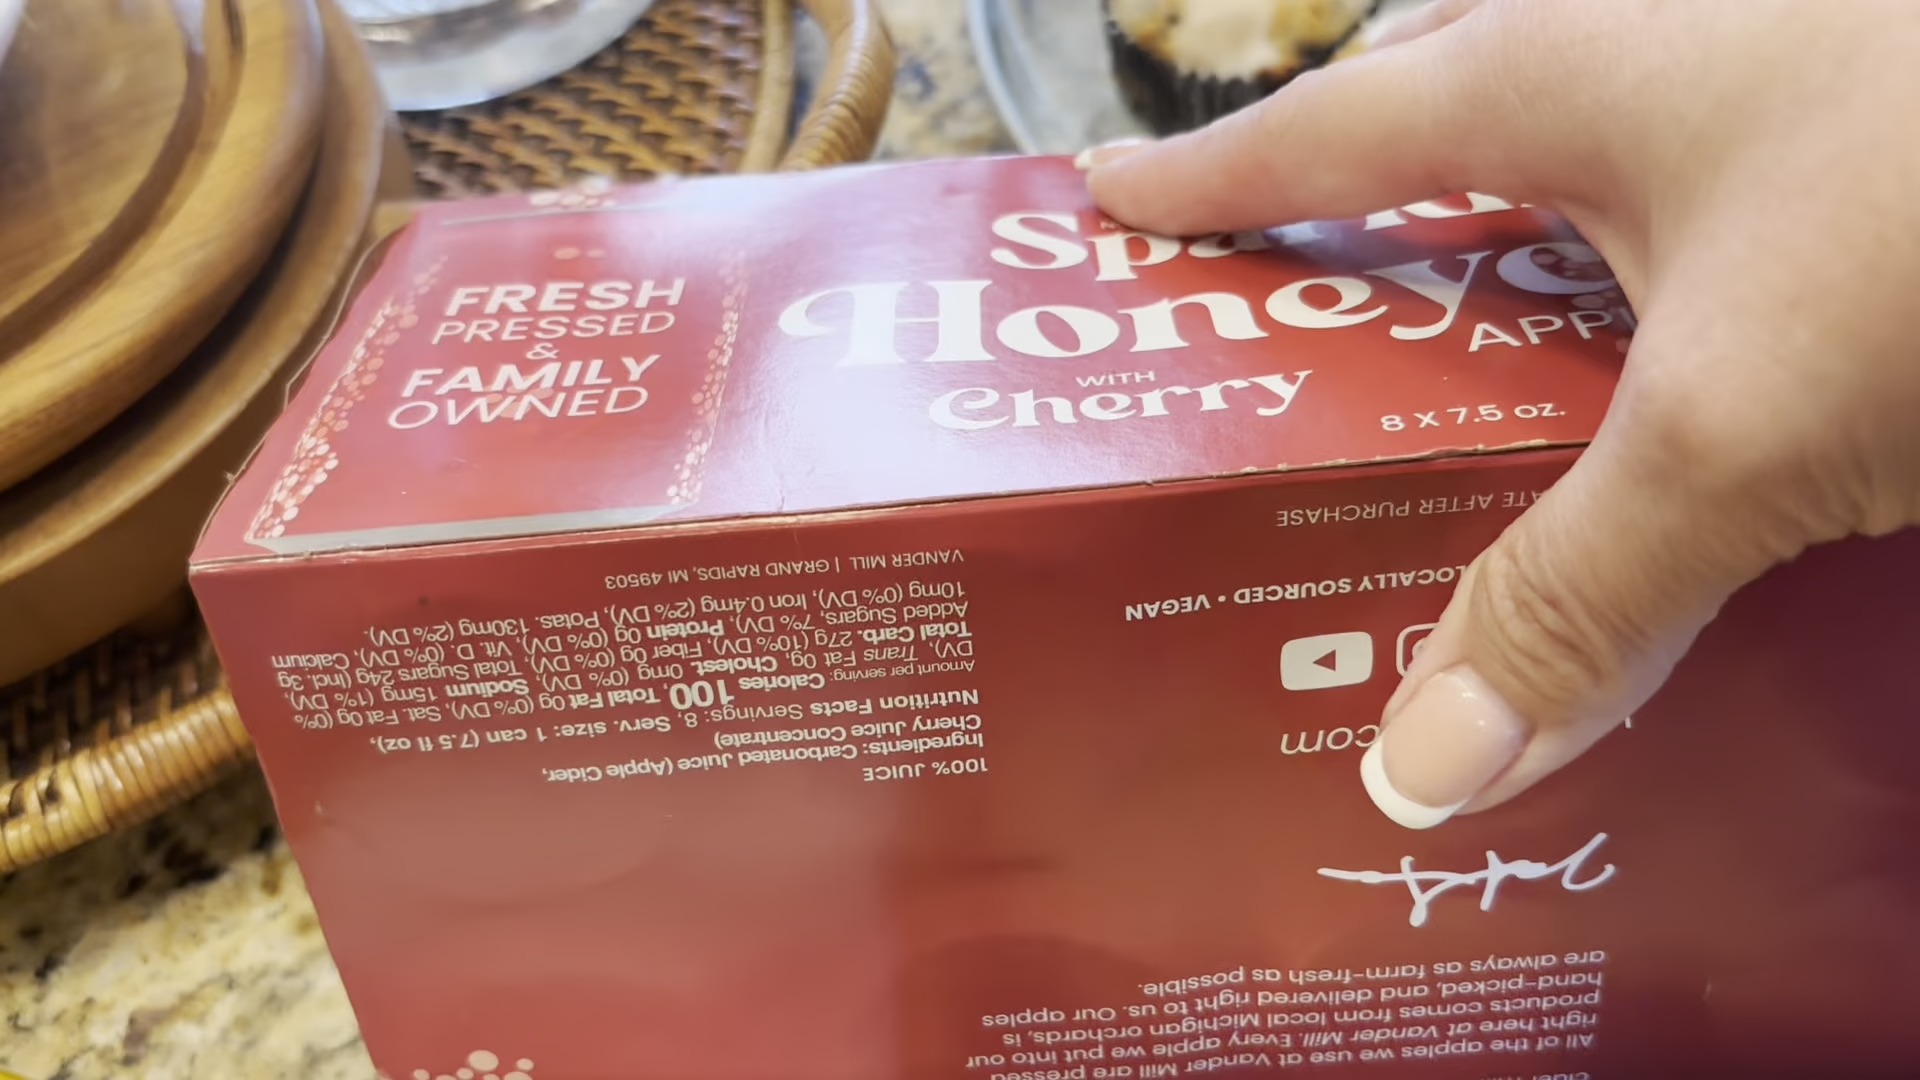 FRESH
PRESSED
&
FAMILY
OWNED
Honeyc
WITH
Cherry
8 X 7.5 oz.
100% JUICE
Ingredients: Carbonated Juice (Apple Cider,
Cherry Juice Concentrate)
Nutrition Facts Servings: 8, Serv. size: 1 can (7.5 fl oz),
Amount per serving: Calories 100, Total Fat 0g (0% DV), Sat. Fat 0g (0%
DV), Trans Fat 0g, Cholest. 0mg (0% DV), Sodium 15mg (1% DV),
Total Carb. 27g (10% DV), Fiber 0g (0% DV), Total Sugars 24g (Incl. 3g
Added Sugars, 7% DV), Protein 0g (0% DV), Vit. D. (0% DV), Calcium
10mg (0% DV), Iron 0.4mg (2% DV), Potas. 130mg (2% DV).
VANDER MILL | GRAND RAPIDS, MI 49503
All of the apples we use at Vander Mill are pressed
right here at Vander Mill. Every apple we put into our
products comes from local Michigan orchards, is
hand-picked, and delivered right to us. Our apples
are always as farm-fresh as possible.
com
LOCALLY SOURCED • VEGAN
AFTER PURCHASE